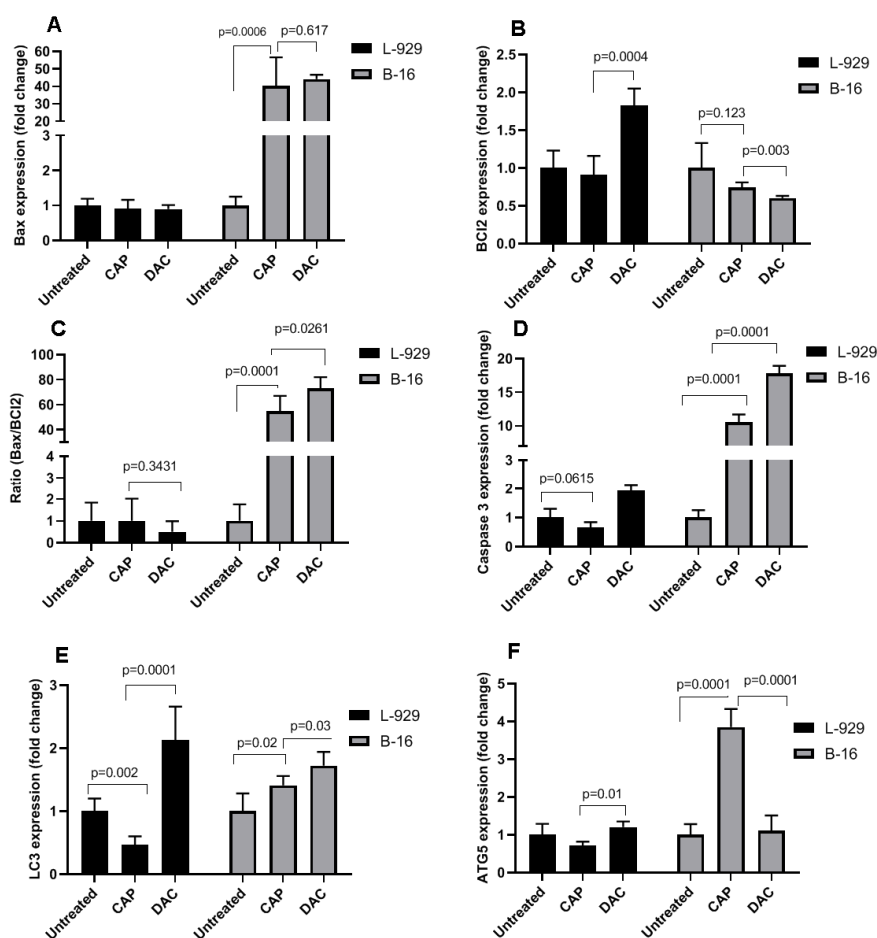 A
Bax expression (fold change)
60
50
40
30
20
3
2
1
0
p=0.0006
p=0.617
L-929
B-16
Untreated
CAP
DAC
Untreated
CAP
DAC
B
BCl2 expression (fold change)
2.5
2.0
1.5
1.0
0.5
0.0
p=0.0004
p=0.123
p=0.003
L-929
B-16
Untreated
CAP
DAC
Untreated
CAP
DAC
C
Ratio (Bax/BCl2)
100
80
60
4
3
2
1
0
p=0.3431
p=0.0001
p=0.0261
L-929
B-16
Untreated
CAP
DAC
Untreated
CAP
DAC
D
Caspase 3 expression (fold change)
20
15
10
3
2
1
0
p=0.0615
p=0.0001
p=0.0001
L-929
B-16
Untreated
CAP
DAC
Untreated
CAP
DAC
E
LC3 expression (fold change)
3
2
1
0
p=0.002
p=0.0001
p=0.02
p=0.03
L-929
B-16
Untreated
CAP
DAC
Untreated
CAP
DAC
F
ATG5 expression (fold change)
5
4
3
2
1
0
p=0.01
p=0.0001
p=0.0001
L-929
B-16
Untreated
CAP
DAC
Untreated
CAP
DAC